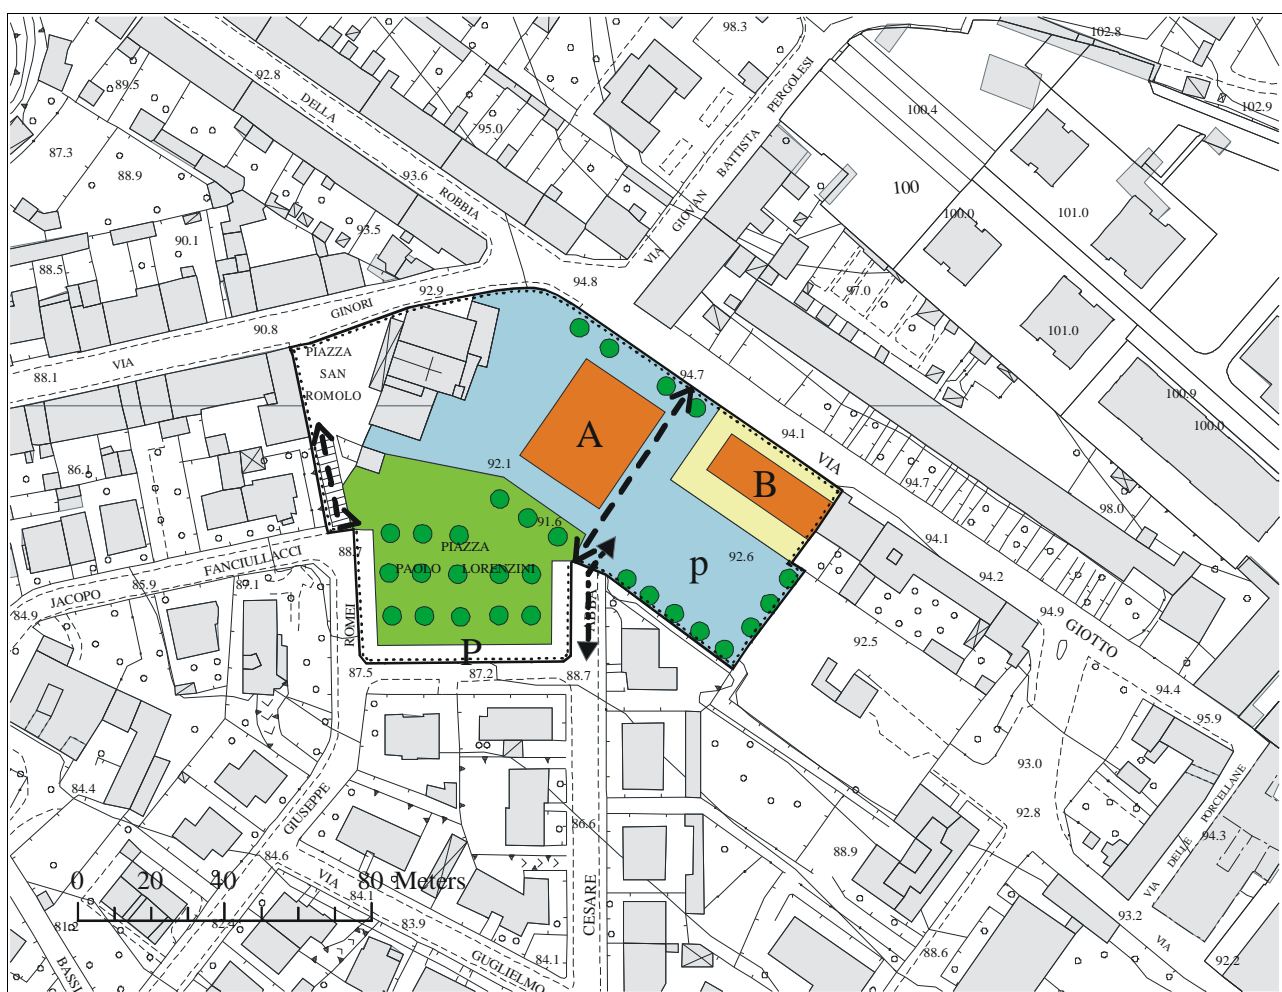 98.3
102.8
92.8
89.5
DELLA
100.4
102.9
95.0
VIA GIOVAN BATTISTA PERGOLESI
87.3
88.9
93.6
ROBBIA
100
100.0
101.0
90.1
93.5
88.5
94.8
92.9
97.0
GINORI
90.8
101.0
VIA
88.1
PIAZZA
SAN
ROMOLO
94.7
100.9
100.0
A
94.1
VIA
92.1
86.1
B
94.7
98.0
91.6
94.1
88.7
PIAZZA
PAOLO LORENZINI
p
92.6
FANCIULLACCI
85.9
87.1
JACOPO
94.2
84.9
94.9
ROMEI
GIOTTO
92.5
P
87.5
87.2
88.7
94.4
95.9
93.0
84.4
GIUSEPPE
92.8
86.6
PORCELLANE
94.3
84.6
88.9
DELLE
VIA
0 20 40 80 Meters
VIA
84.1
81.2
82.4
83.9
CESARE
93.2
VIA
88.6
84.1
92.2
GUGLIELMO
BASSI